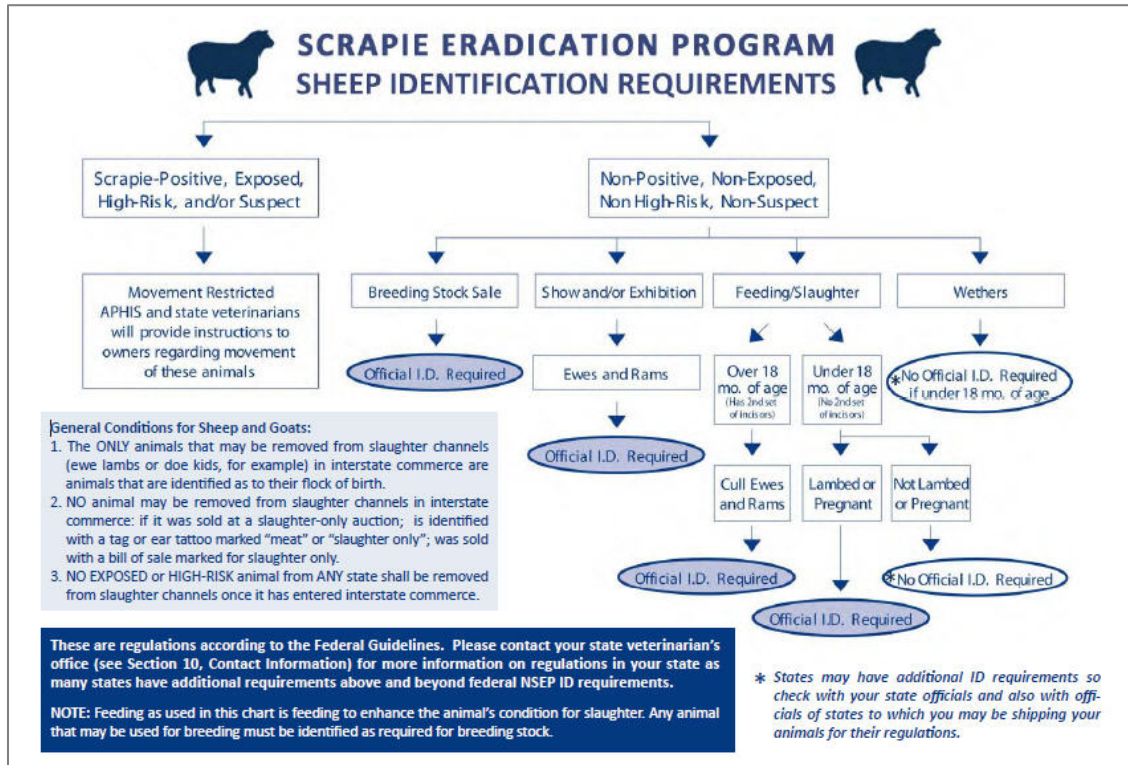 SCRAPIE ERADICATION PROGRAM
SHEEP IDENTIFICATION REQUIREMENTS
Scrapie-Positive, Exposed,
High-Risk, and/or Suspect
Non-Positive, Non-Exposed,
Non High-Risk, Non-Suspect
Movement Restricted
APHIS and state veterinarians
will provide instructions to
owners regarding movement
of these animals
Breeding Stock Sale
Show and/or Exhibition
Feeding/Slaughter
Wethers
Official I.D. Required
Ewes and Rams
Over 18
mo. of age
(Has 2nd set
of incisors)
Under 18
mo. of age
(No 2nd set
of incisors)
*No Official I.D. Required
if under 18 mo. of age
Official I.D. Required
Cull Ewes
and Rams
Lambed or
Pregnant
Not Lambed
or Pregnant
Official I.D. Required
*No Official I.D. Required
Official I.D. Required
General Conditions for Sheep and Goats:
1. The ONLY animals that may be removed from slaughter channels
(ewe lambs or doe kids, for example) in interstate commerce are
animals that are identified as to their flock of birth.
2. NO animal may be removed from slaughter channels in interstate
commerce: if it was sold at a slaughter-only auction; is identified
with a tag or ear tattoo marked “meat” or “slaughter only”; was sold
with a bill of sale marked for slaughter only.
3. NO EXPOSED or HIGH-RISK animal from ANY state shall be removed
from slaughter channels once it has entered interstate commerce.
These are regulations according to the Federal Guidelines. Please contact your state veterinarian’s
office (see Section 10, Contact Information) for more information on regulations in your state as
many states have additional requirements above and beyond federal NSEP ID requirements.
NOTE: Feeding as used in this chart is feeding to enhance the animal’s condition for slaughter. Any animal
that may be used for breeding must be identified as required for breeding stock.
* States may have additional ID requirements so
check with your state officials and also with offi-
cials of states to which you may be shipping your
animals for their regulations.